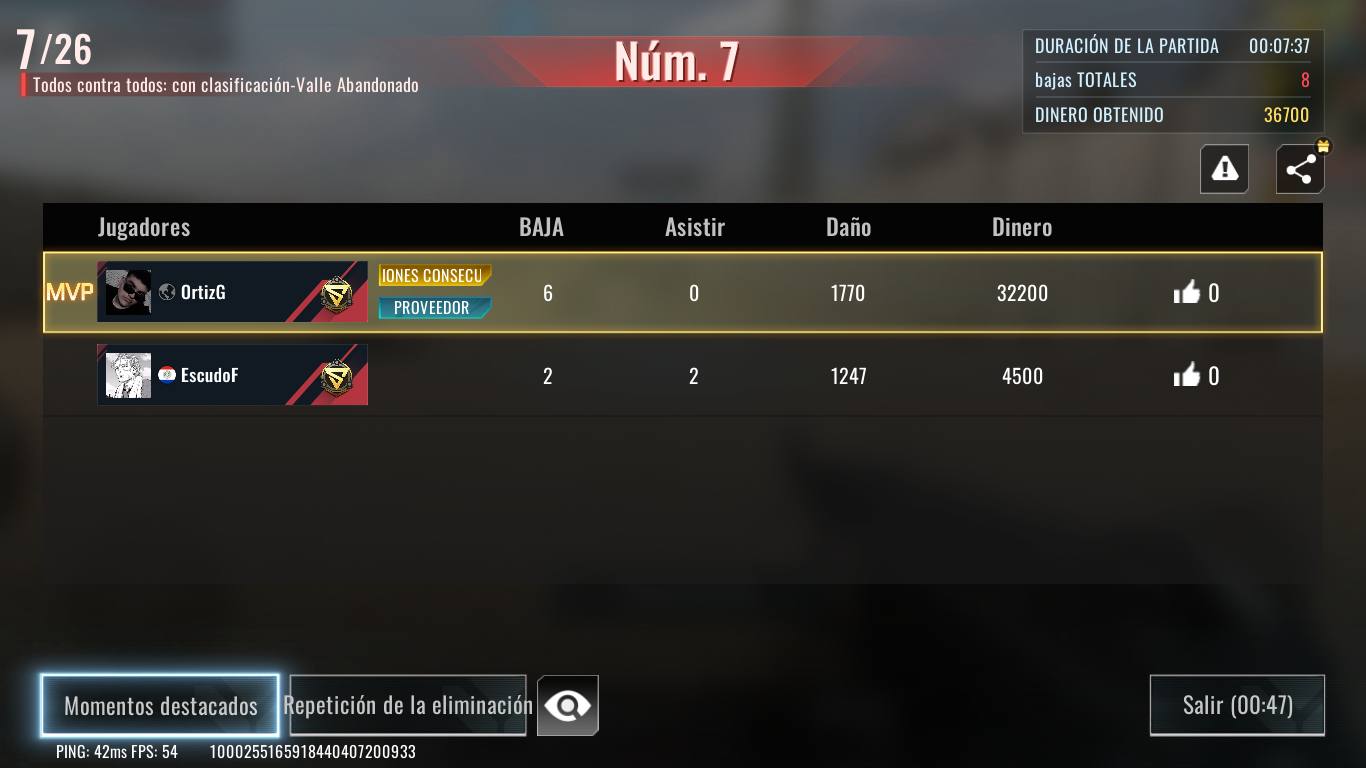 7/26
Todos contra todos: con clasificación-Valle Abandonado
Núm. 7
DURACIÓN DE LA PARTIDA 00:07:37
bajas TOTALES 8
DINERO OBTENIDO 36700
Jugadores BAJA Asistir Daño Dinero
MVP OrtizG IONES CONSECU 6 0 1770 32200 0
PROVEEDOR
EscudoF 2 2 1247 4500 0
Momentos destacados Repetición de la eliminación Salir (00:47)
PING: 42ms FPS: 54 1000255165918440407200933